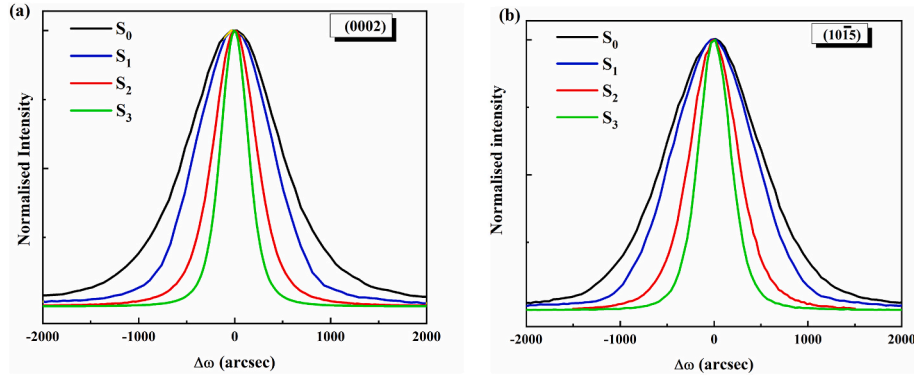 (a)
(0002)
S0
S1
S2
S3
Normalised Intensity
-2000 -1000 0 1000 2000
Δω (arcsec)
(b)
(101̅5)
S0
S1
S2
S3
Normalised intensity
-2000 -1000 0 1000 2000
Δω (arcsec)